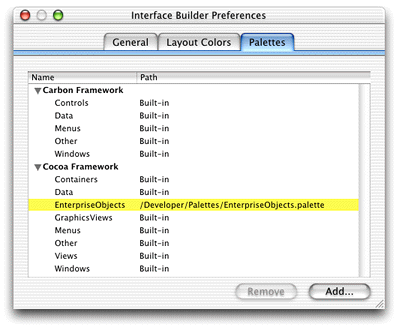 Interface Builder Preferences
General Layout Colors Palettes
Name Path
Carbon Framework
Controls Built-in
Data Built-in
Menus Built-in
Other Built-in
Windows Built-in
Cocoa Framework
Containers Built-in
Data Built-in
EnterpriseObjects /Developer/Palettes/EnterpriseObjects.palette
GraphicsViews Built-in
Menus Built-in
Other Built-in
Views Built-in
Windows Built-in
Remove Add...